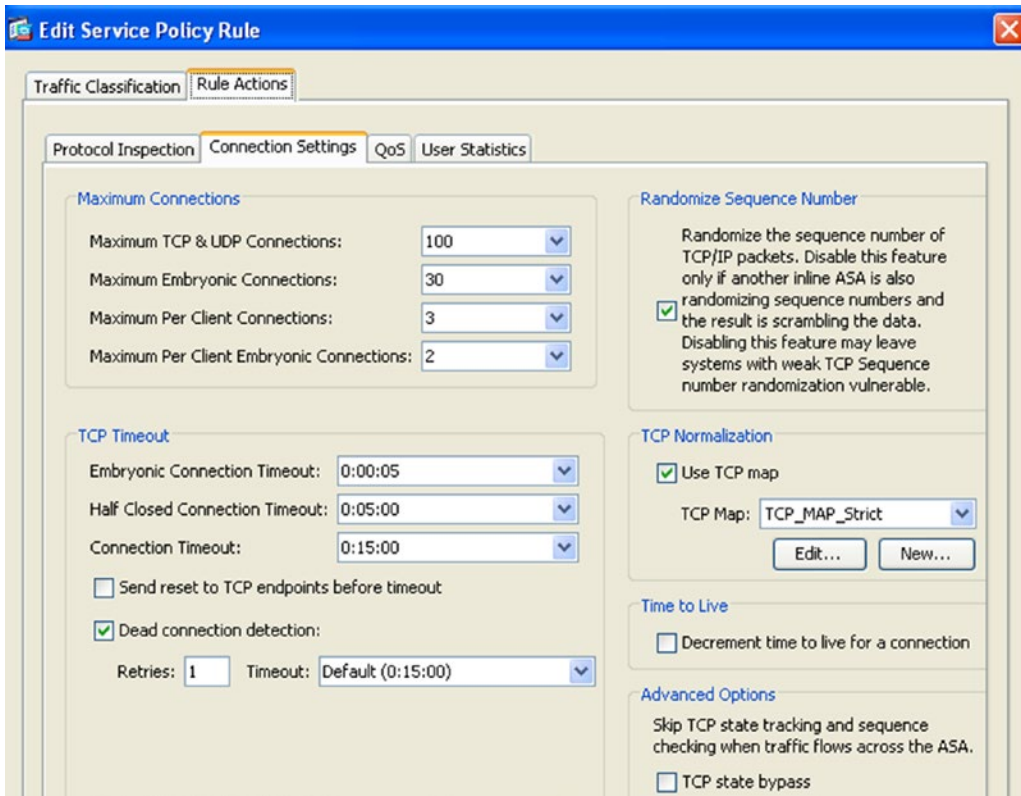 Edit Service Policy Rule
Traffic Classification
Rule Actions
Protocol Inspection
Connection Settings
QoS
User Statistics
Maximum Connections
Maximum TCP & UDP Connections: 100
Maximum Embryonic Connections: 30
Maximum Per Client Connections: 3
Maximum Per Client Embryonic Connections: 2
Randomize Sequence Number
Randomize the sequence number of
TCP/IP packets. Disable this feature
only if another inline ASA is also
randomizing sequence numbers and
the result is scrambling the data.
Disabling this feature may leave
systems with weak TCP Sequence
number randomization vulnerable.
TCP Timeout
Embryonic Connection Timeout: 0:00:05
Half Closed Connection Timeout: 0:05:00
Connection Timeout: 0:15:00
Send reset to TCP endpoints before timeout
Dead connection detection:
Retries: 1 Timeout: Default (0:15:00)
TCP Normalization
Use TCP map
TCP Map: TCP_MAP_Strict
Edit... New...
Time to Live
Decrement time to live for a connection
Advanced Options
Skip TCP state tracking and sequence
checking when traffic flows across the ASA.
TCP state bypass